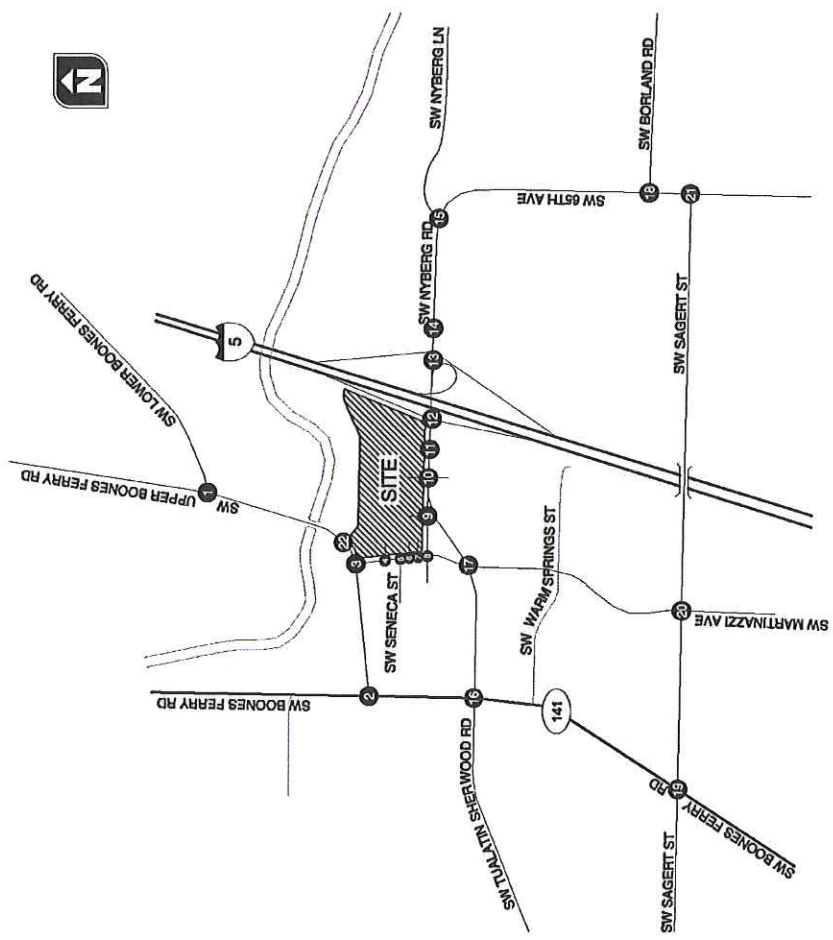 N
SW LOWER BOONES FERRY RD
SW UPPER BOONES FERRY RD
5
1
SW NYBERG LN
SW BORLAND RD
22
3
SITE
4
SW SENECA ST
7
8
9
10
11
12
13
14
SW NYBERG RD
15
SW 65TH AVE
18
21
SW BOONES FERRY RD
2
17
16
SW TUALATIN SHERWOOD RD
SW WARM SPRINGS ST
141
SW SAGERT ST
20
SW MARTINAZZI AVE
19
SW SAGERT ST
SW BOONES FERRY
RD